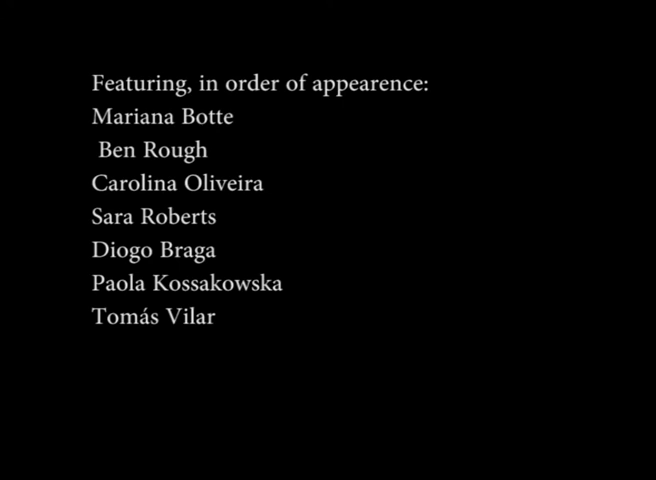 Featuring, in order of appearence:
Mariana Botte
Ben Rough
Carolina Oliveira
Sara Roberts
Diogo Braga
Paola Kossakowska
Tomás Vilar